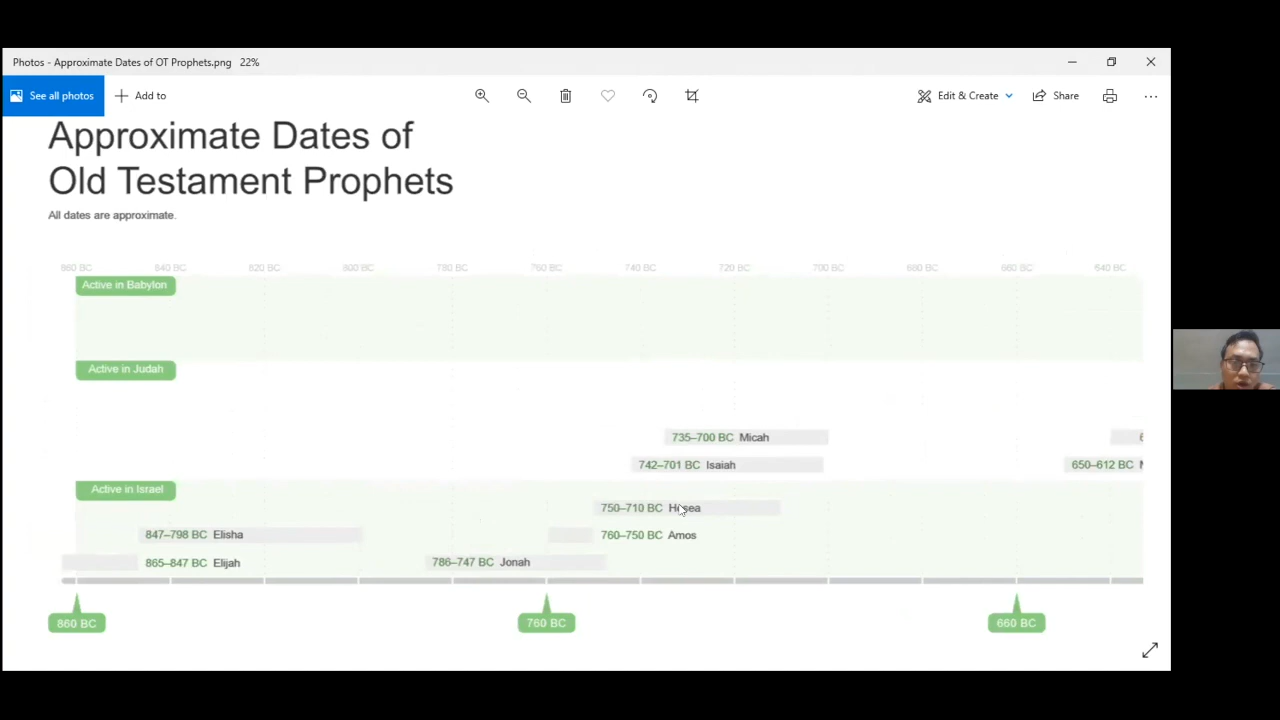 Photos - Approximate Dates of OT Prophets.png 22%
See all photos
Add to
Edit & Create
Share
Approximate Dates of
Old Testament Prophets
All dates are approximate.
860 BC 840 BC 820 BC 800 BC 780 BC 760 BC 740 BC 720 BC 700 BC 680 BC 660 BC 640 BC
Active in Babylon
Active in Judah
735–700 BC Micah
742–701 BC Isaiah
650–612 BC
Active in Israel
750–710 BC Hosea
847–798 BC Elisha
760–750 BC Amos
865–847 BC Elijah
786–747 BC Jonah
860 BC
760 BC
660 BC